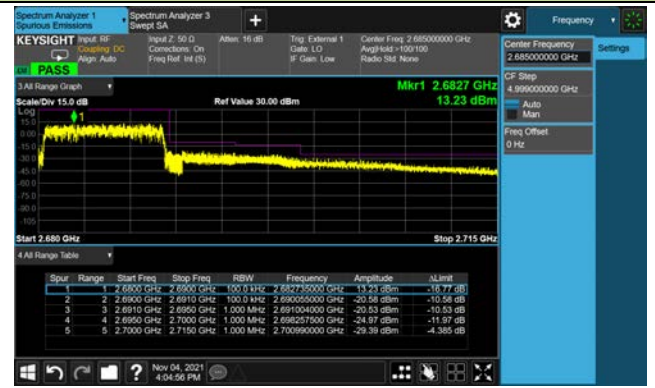 Spectrum Analyzer 1
Spurious Emissions
Spectrum Analyzer 3
Swept SA
Frequency
KEYSIGHT Input: RF
Coupling: DC
Align: Auto
Input Z: 50 Ω
Corrections: On
Freq Ref: Int (S)
Atten: 16 dB
Trig: External 1
Gate: LO
IF Gain: Low
Center Freq: 2.685000000 GHz
Avg|Hold:>100/100
Radio Std: None
PASS
Center Frequency
2.685000000 GHz
Settings
CF Step
4.999000000 GHz
Auto
Man
Freq Offset
0 Hz
3 All Range Graph
Mkr1 2.6827 GHz
Scale/Div 15.0 dB
Ref Value 30.00 dBm
13.23 dBm
Log
1
15.0
0.00
-15.0
-30.0
-45.0
-60.0
-75.0
-90.0
-105
Start 2.680 GHz
Stop 2.715 GHz
4 All Range Table
Spur Range Start Freq Stop Freq RBW Frequency Amplitude ΔLimit
1 1 2.6800 GHz 2.6900 GHz 100.0 kHz 2.682735000 GHz 13.23 dBm -16.77 dB
2 2 2.6900 GHz 2.6910 GHz 100.0 kHz 2.690055000 GHz -20.58 dBm -10.58 dB
3 3 2.6910 GHz 2.6950 GHz 1.000 MHz 2.691004000 GHz -20.53 dBm -10.53 dB
4 4 2.6950 GHz 2.7000 GHz 1.000 MHz 2.698257500 GHz -24.97 dBm -11.97 dB
5 5 2.7000 GHz 2.7150 GHz 1.000 MHz 2.700990000 GHz -29.39 dBm -4.385 dB
Nov 04, 2021
4:04:56 PM